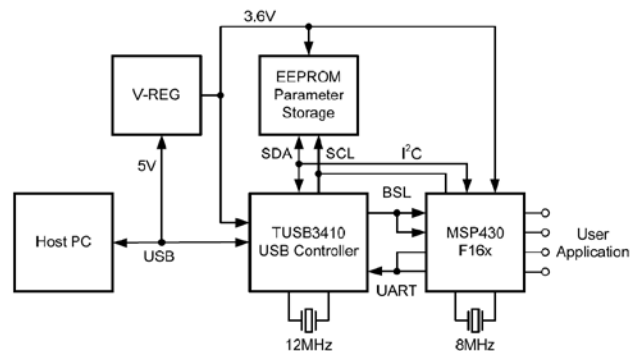 3.6V
V-REG
EEPROM
Parameter
Storage
5V
SDA
SCL
I²C
BSL
Host PC
USB
TUSB3410
USB Controller
MSP430
F16x
User
Application
UART
12MHz
8MHz